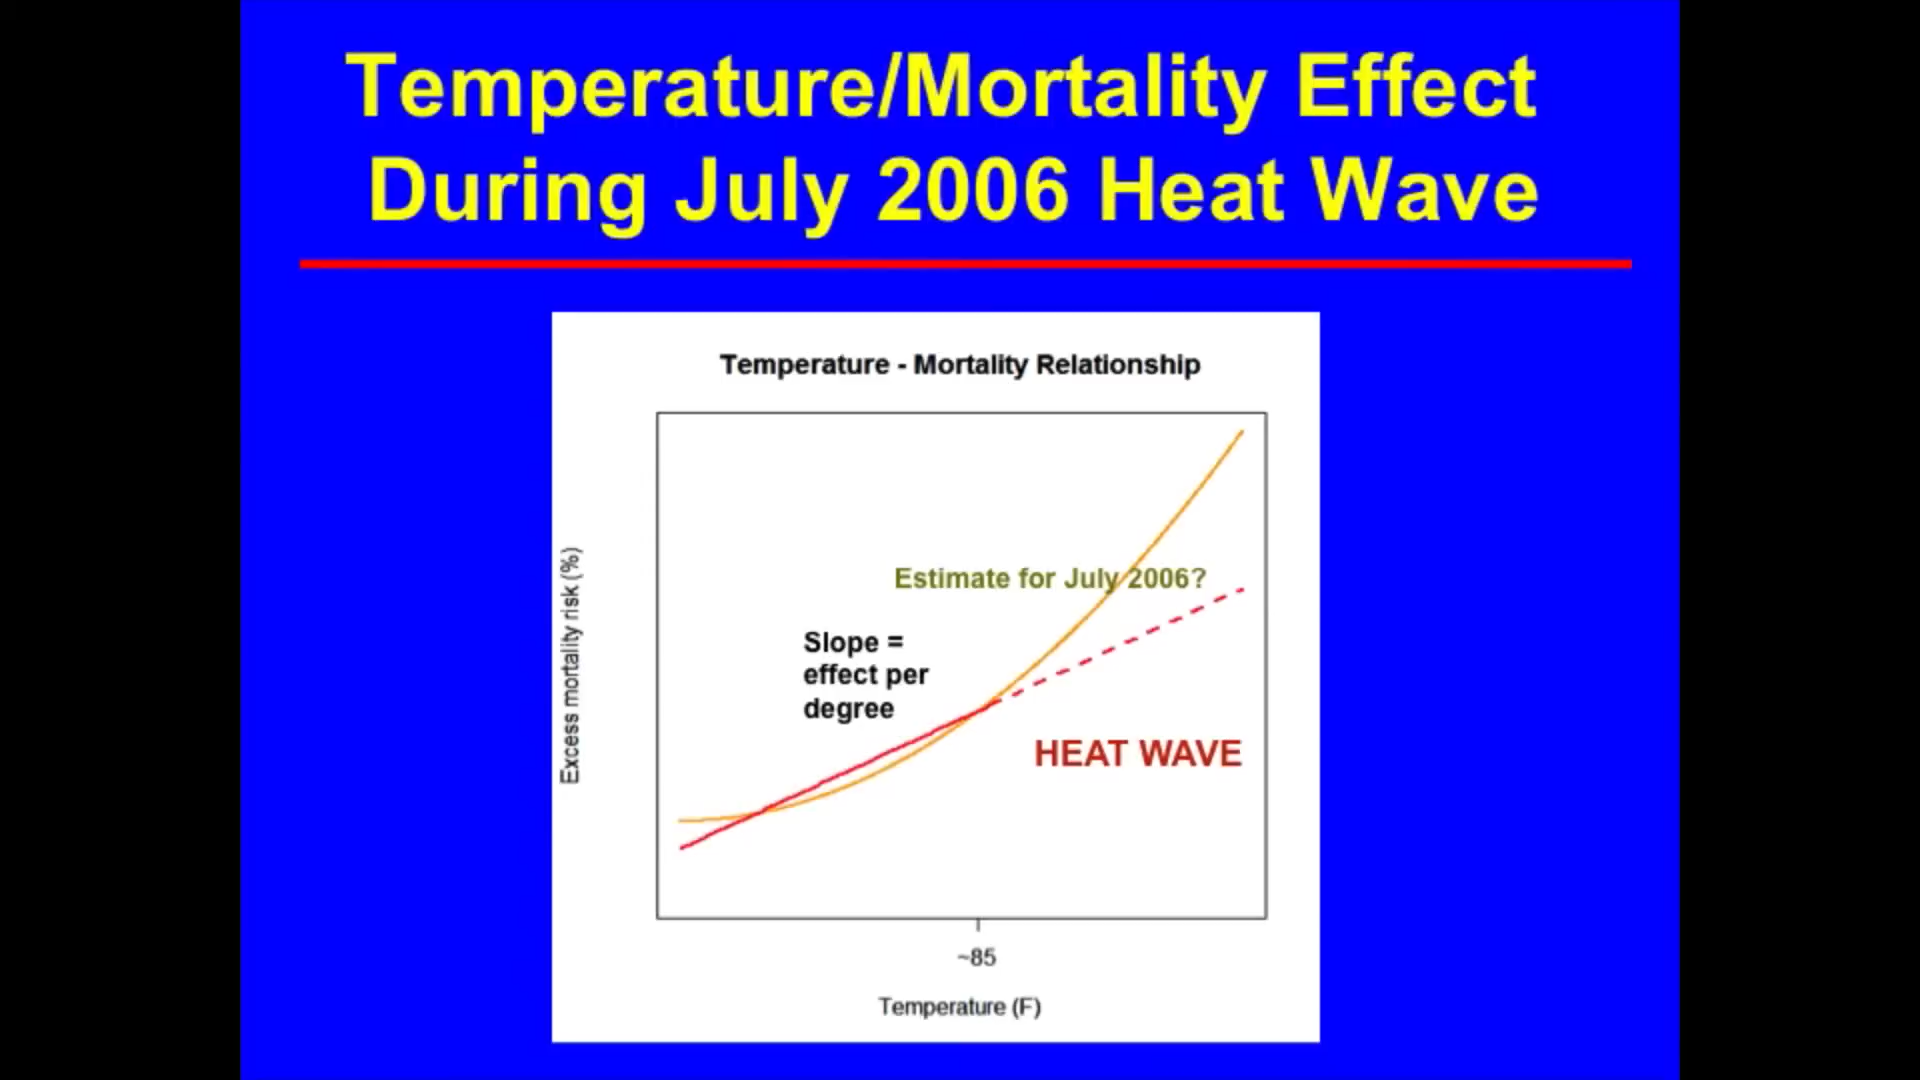 Temperature/Mortality Effect
During July 2006 Heat Wave
Temperature - Mortality Relationship
Excess mortality risk (%)
Estimate for July 2006?
Slope =
effect per
degree
HEAT WAVE
~85
Temperature (F)